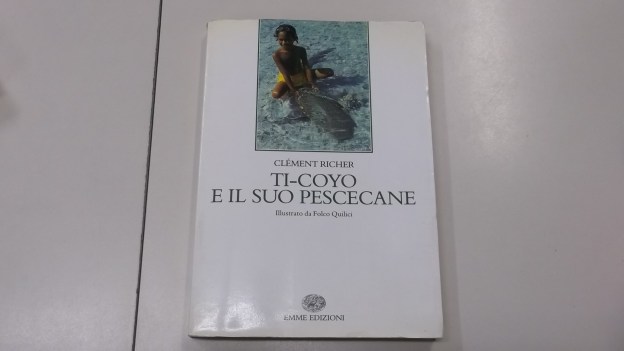 CLÉMENT RICHER
TI-COYO
E IL SUO PESCECANE
Illustrato da Folco Quilici
EMME EDIZIONI